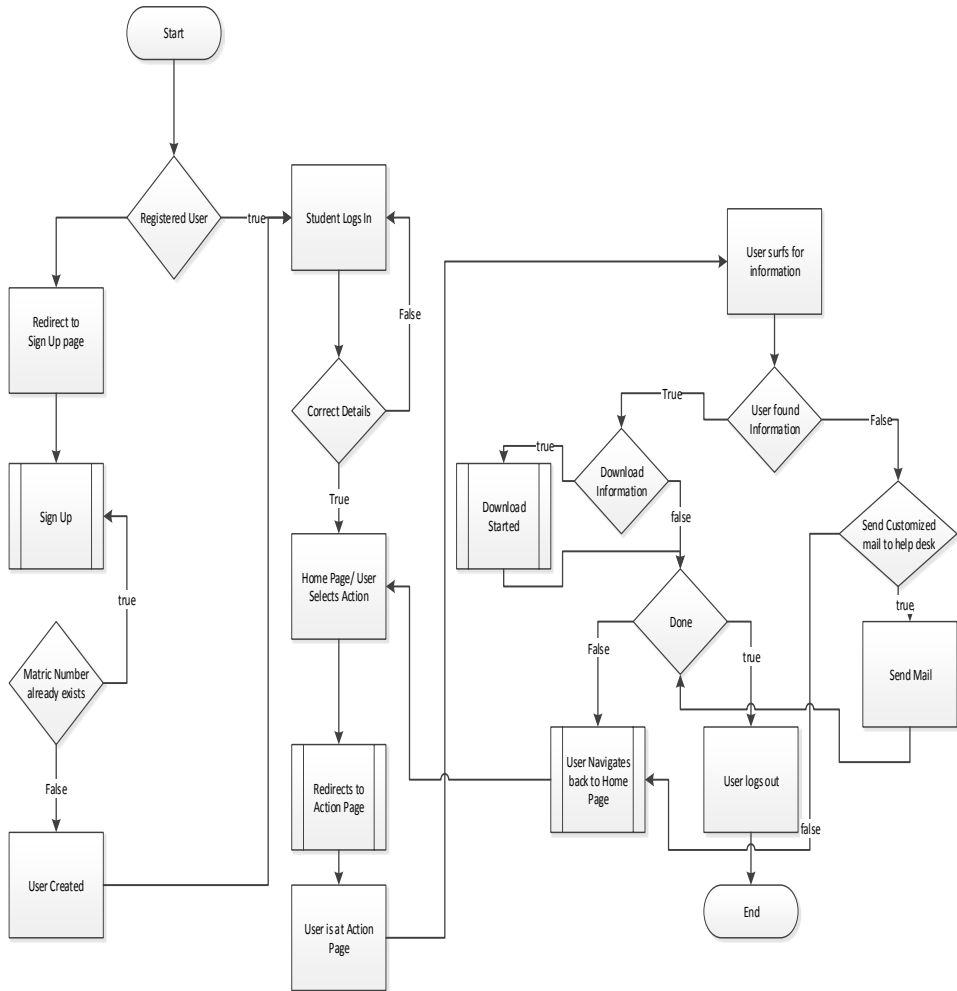 Start
Registered User
true
Redirect to
Sign Up page
Sign Up
true
Matric Number
already exists
False
User Created
Student Logs In
False
Correct Details
True
Home Page/ User
Selects Action
Redirects to
Action Page
User is at Action
Page
User surfs for
information
User found
Information
True
False
Download
Information
true
false
Download
Started
Send Customized
mail to help desk
true
false
Send Mail
Done
False
true
User Navigates
back to Home
Page
User logs out
End